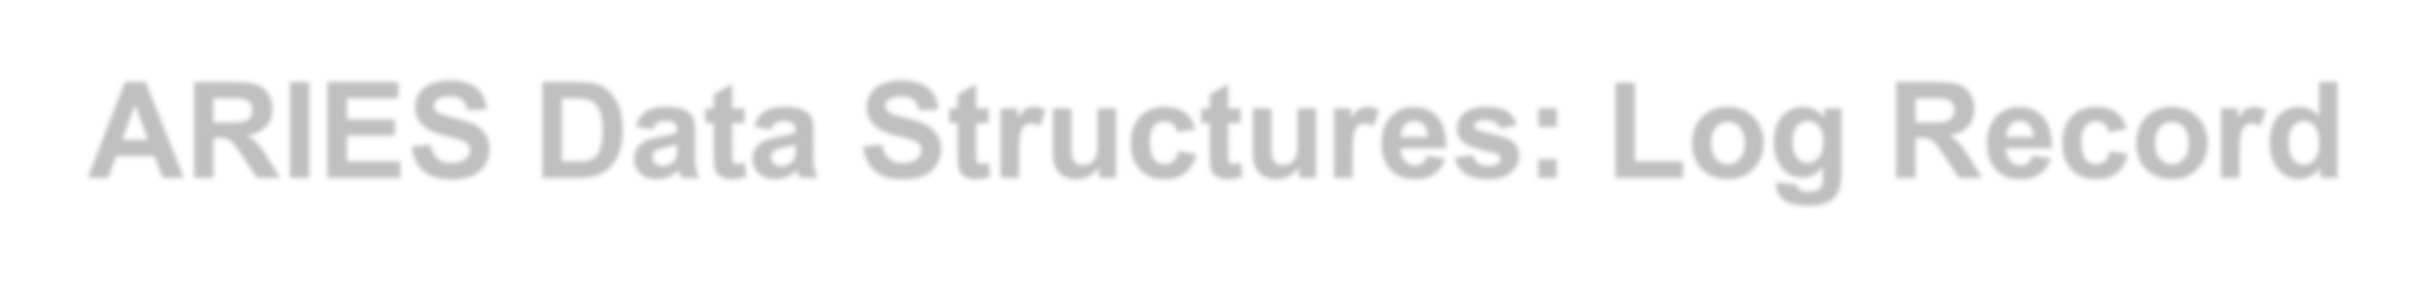 ARIES Data Structures: Log Record